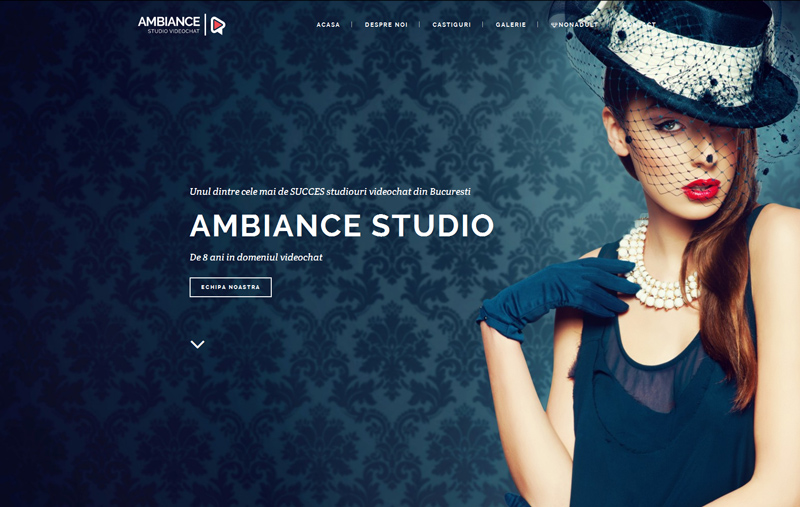 AMBIANCE
STUDIO VIDEOCHAT
ACASA | DESPRE NOI | CASTIGURI | GALERIE | NONADULT
Unul dintre cele mai de SUCCES studiouri videochat din Bucuresti
AMBIANCE STUDIO
De 8 ani in domeniul videochat
ECHIPA NOASTRA